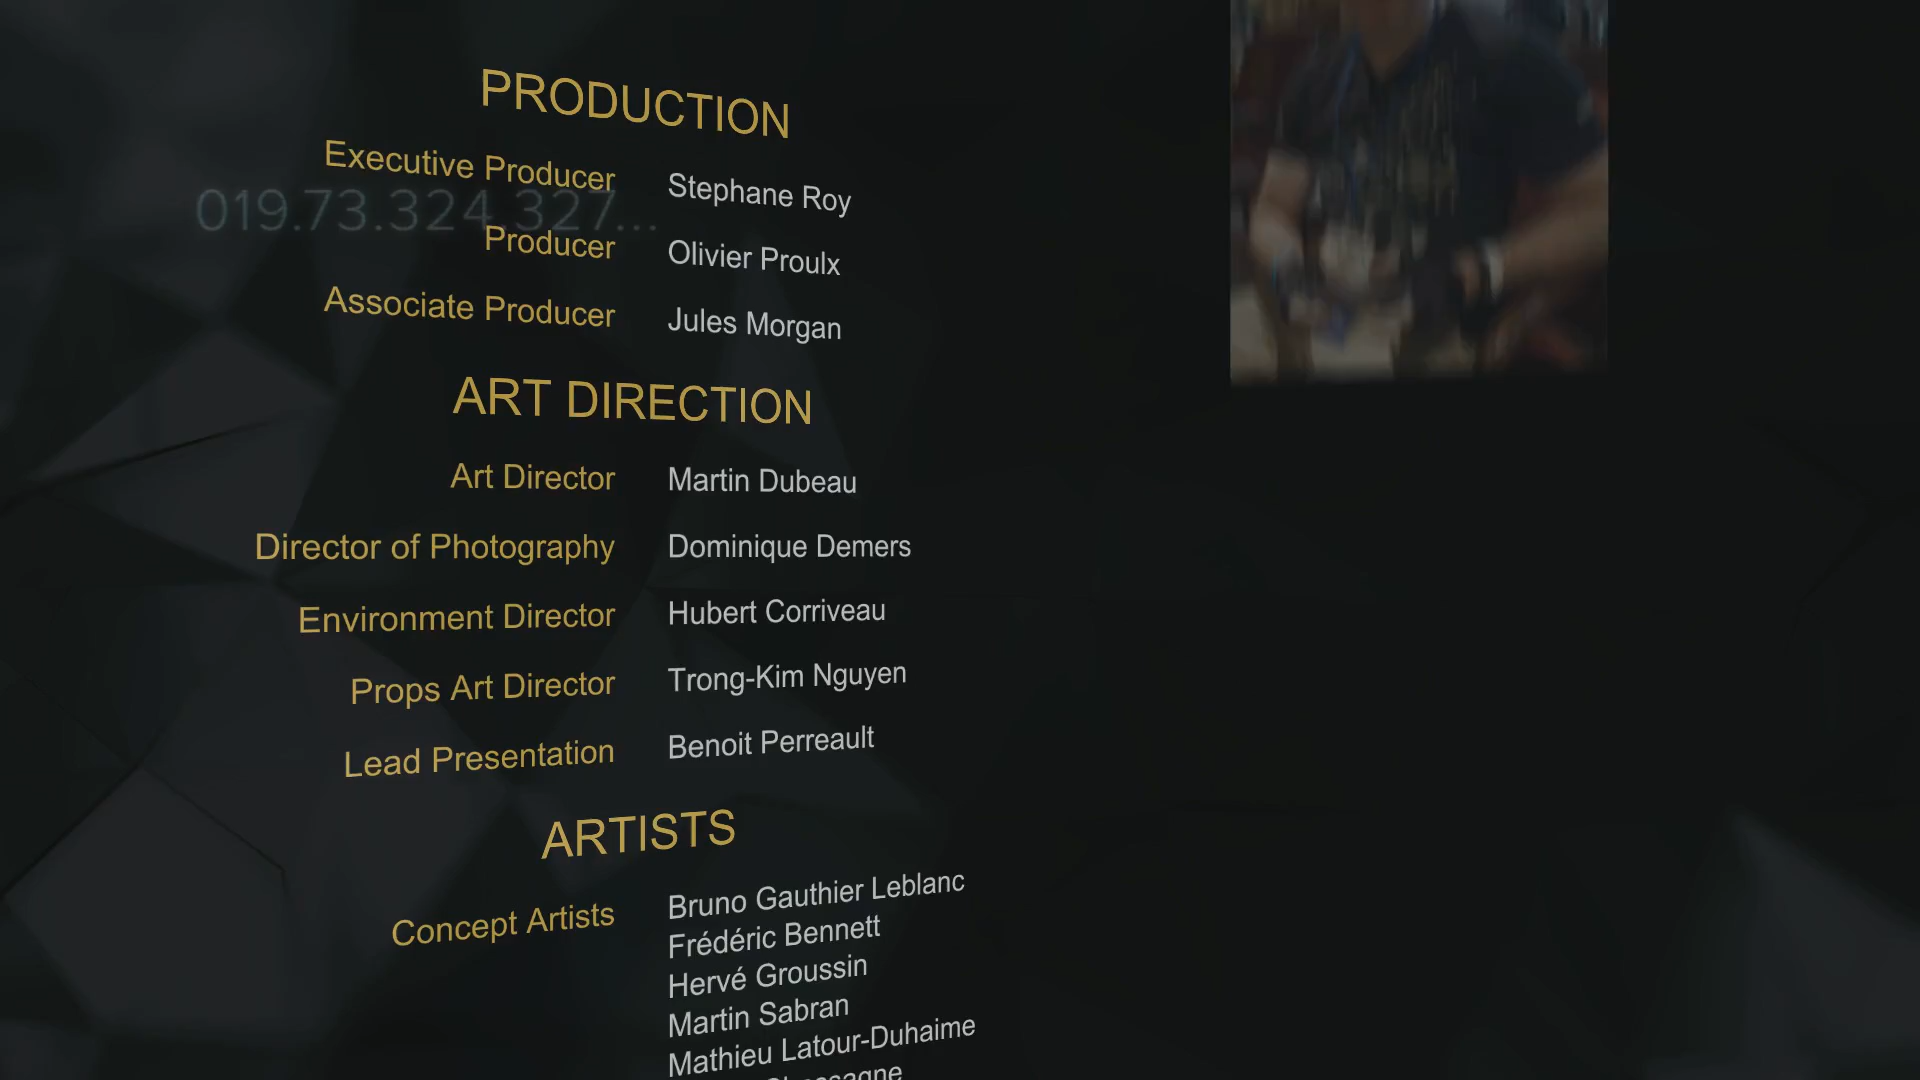 PRODUCTION
Executive Producer Stephane Roy
019.73.324.327...
Producer Olivier Proulx
Associate Producer Jules Morgan
ART DIRECTION
Art Director Martin Dubeau
Director of Photography Dominique Demers
Environment Director Hubert Corriveau
Props Art Director Trong-Kim Nguyen
Lead Presentation Benoit Perreault
ARTISTS
Concept Artists Bruno Gauthier Leblanc
Frédéric Bennett
Hervé Groussin
Martin Sabran
Mathieu Latour-Duhaime